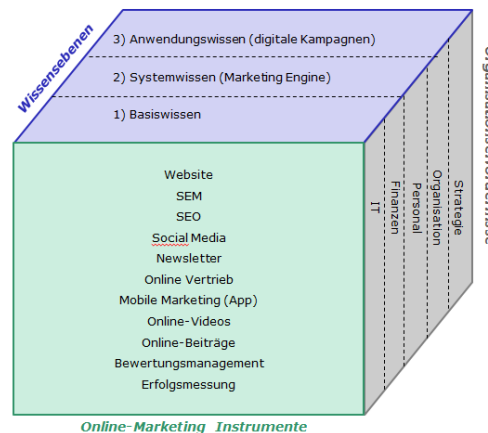 Wissensebenen
3) Anwendungswissen (digitale Kampagnen)
2) Systemwissen (Marketing Engine)
1) Basiswissen
Website
SEM
SEO
Social Media
Newsletter
Online Vertrieb
Mobile Marketing (App)
Online-Videos
Online-Beiträge
Bewertungsmanagement
Erfolgsmessung
IT
Finanzen
Personal
Organisation
Strategie
Online-Marketing Instrumente